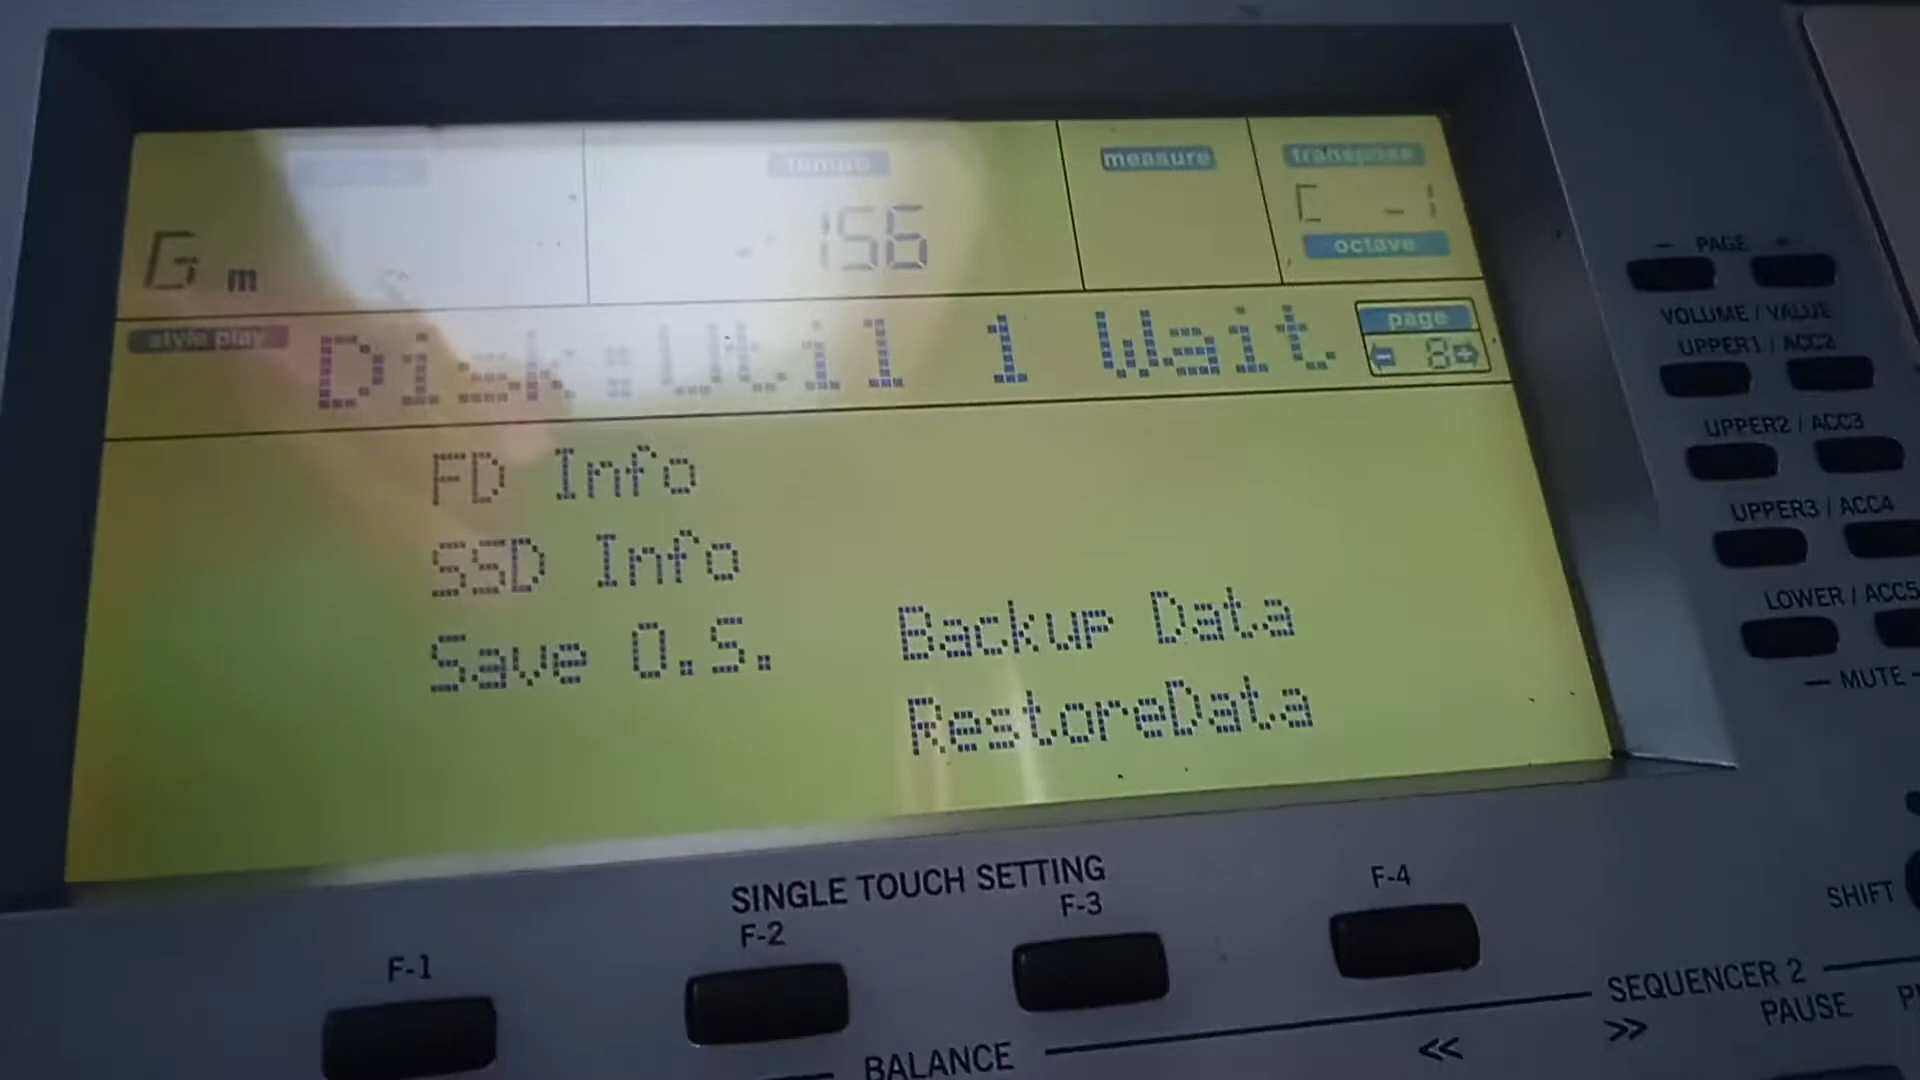 tempo
measure
transpose
G m
156
C -1
octave
style play
Disk:Util 1 Wait
page
8
FD Info
SSD Info
Save O.S.
Backup Data
RestoreData
PAGE
VOLUME / VALUE
UPPER1 / ACC2
UPPER2 / ACC3
UPPER3 / ACC4
LOWER / ACC5
MUTE
SINGLE TOUCH SETTING
F-1
F-2
F-3
F-4
SHIFT
SEQUENCER 2
BALANCE
<<
>>
PAUSE